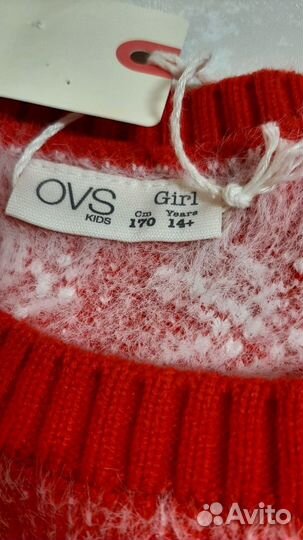 OVS
KIDS
Girl
Cm Years
170 14+
Avito